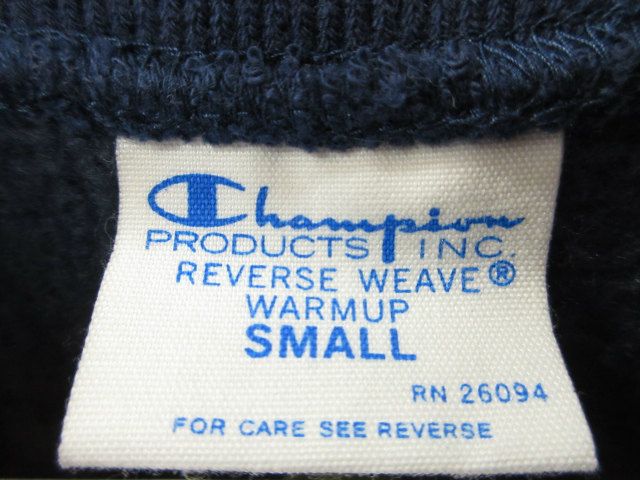 Champion
PRODUCTS INC.
REVERSE WEAVE®
WARMUP
SMALL
RN 26094
FOR CARE SEE REVERSE